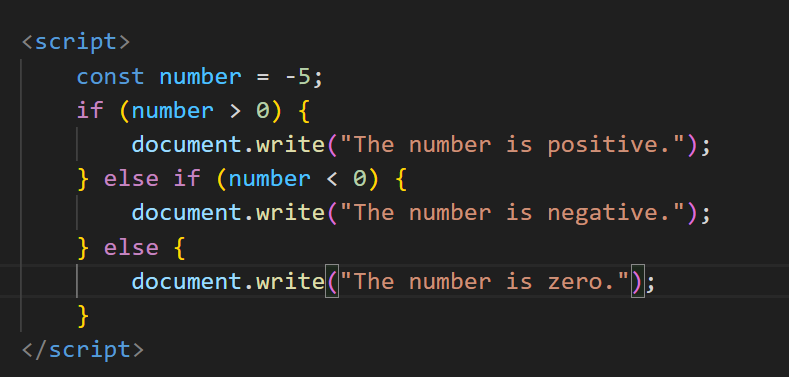 <script>
    const number = -5;
    if (number > 0) {
        document.write("The number is positive.");
    } else if (number < 0) {
        document.write("The number is negative.");
    } else {
        document.write("The number is zero.");
    }
</script>